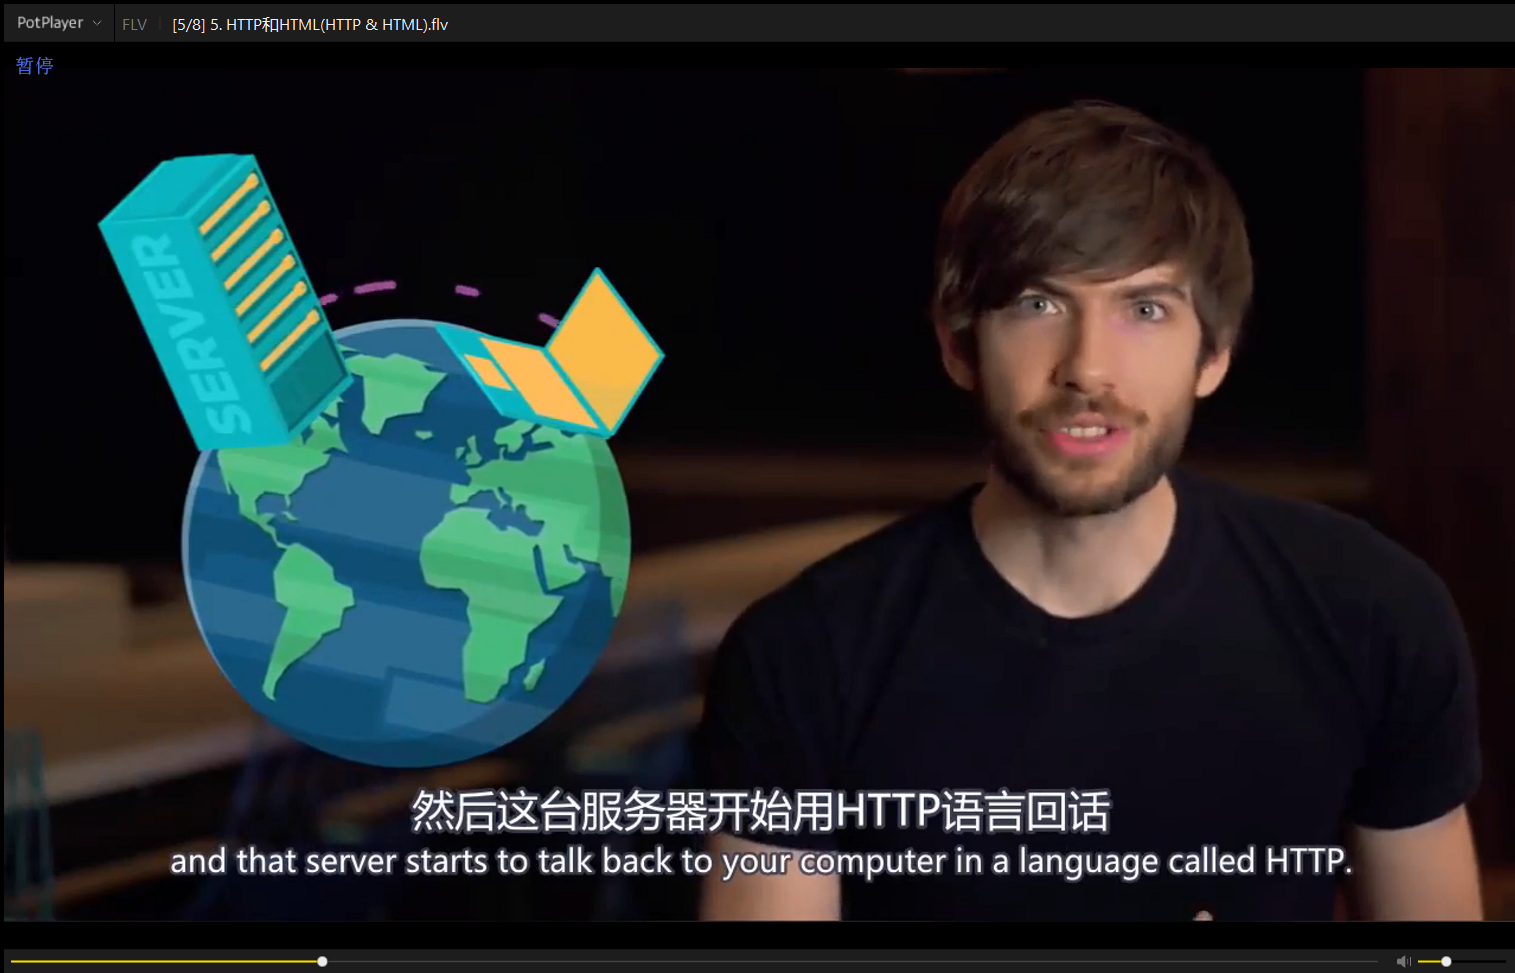 PotPlayer FLV [5/8] 5. HTTP和HTML(HTTP & HTML).flv
暂停
SERVER
然后这台服务器开始用HTTP语言回话
and that server starts to talk back to your computer in a language called HTTP.